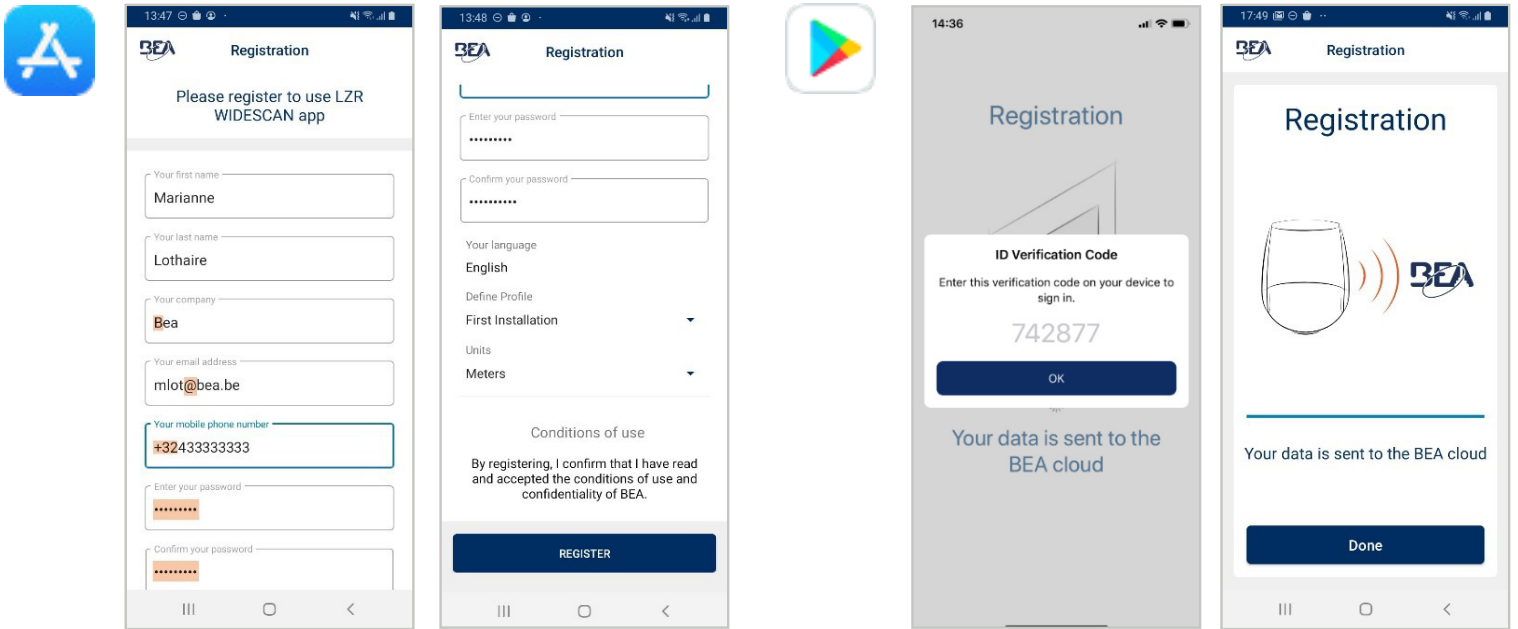 13:47
BEA
Registration
Please register to use LZR
WIDESCAN app
Your first name
Marianne
Your last name
Lothaire
Your company
Bea
Your email address
mlot@bea.be
Your mobile phone number
+32433333333
Enter your password
•••••••••
Confirm your password
•••••••••
13:48
BEA
Registration
Enter your password
•••••••••
Confirm your password
••••••••••
Your language
English
Define Profile
First Installation
Units
Meters
Conditions of use
By registering, I confirm that I have read
and accepted the conditions of use and
confidentiality of BEA.
REGISTER
14:36
Registration
ID Verification Code
Enter this verification code on your device to
sign in.
742877
OK
Your data is sent to the
BEA cloud
17:49
BEA
Registration
Registration
BEA
Your data is sent to the BEA cloud
Done